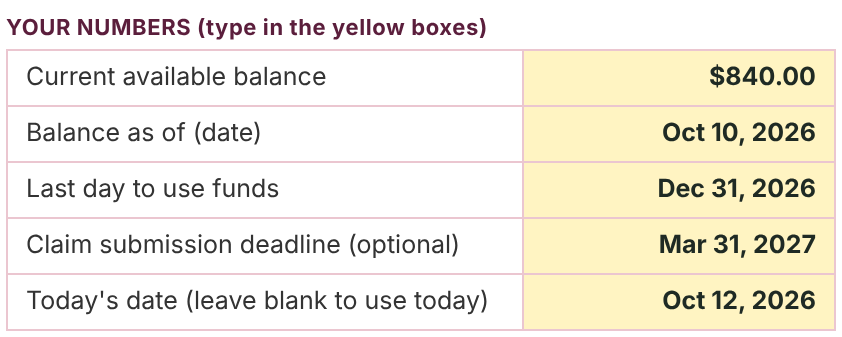 YOUR NUMBERS (type in the yellow boxes)
Current available balance $840.00
Balance as of (date) Oct 10, 2026
Last day to use funds Dec 31, 2026
Claim submission deadline (optional) Mar 31, 2027
Today's date (leave blank to use today) Oct 12, 2026